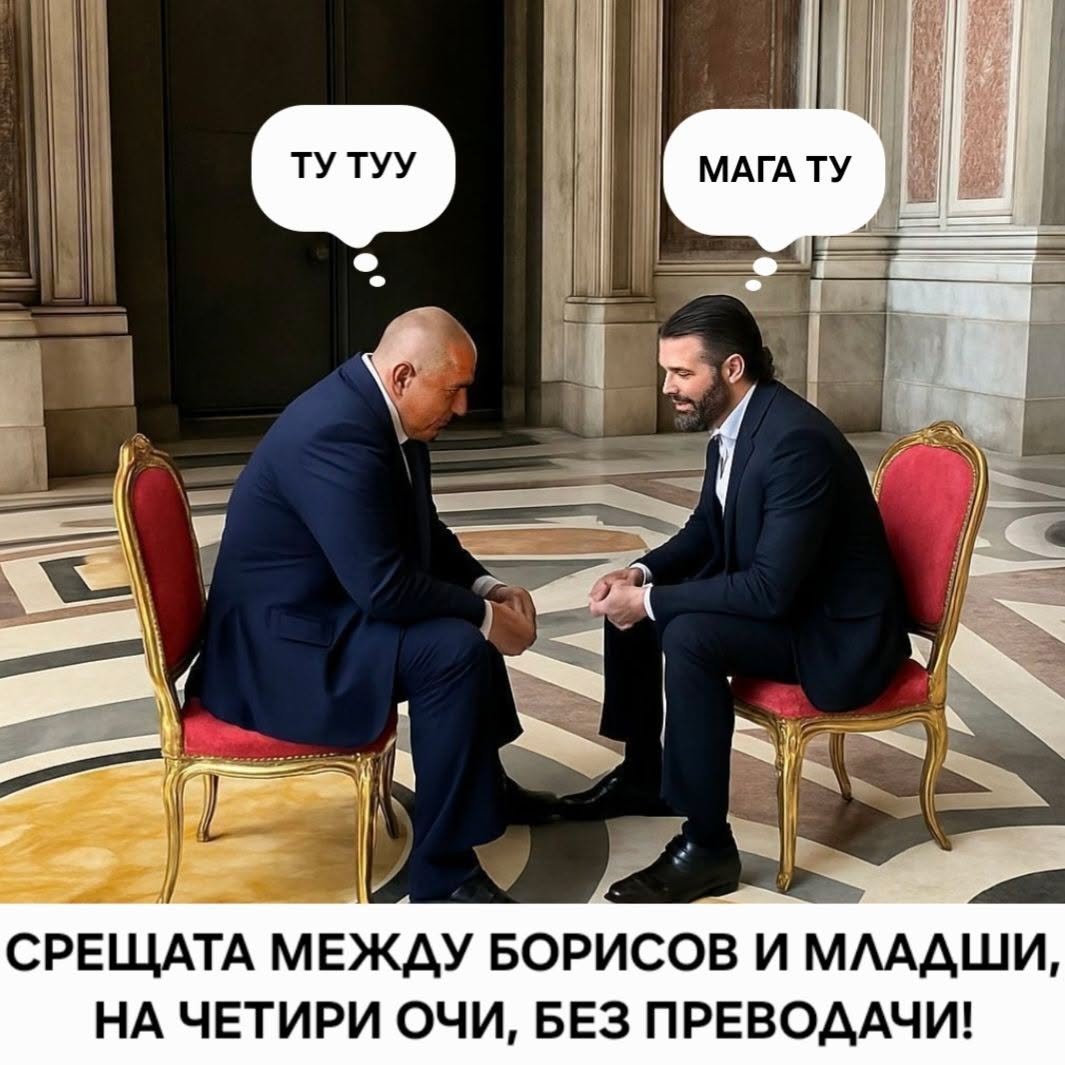 ТУ ТУУ
МАГА ТУ
СРЕЩАТА МЕЖДУ БОРИСОВ И МЛАДШИ,
НА ЧЕТИРИ ОЧИ, БЕЗ ПРЕВОДАЧИ!